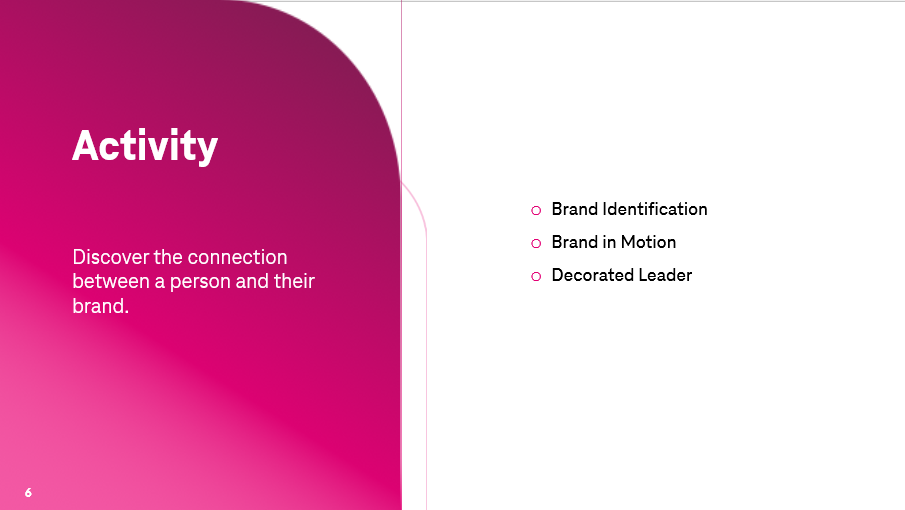 Activity
Discover the connection
between a person and their
brand.
Brand Identification
Brand in Motion
Decorated Leader
6